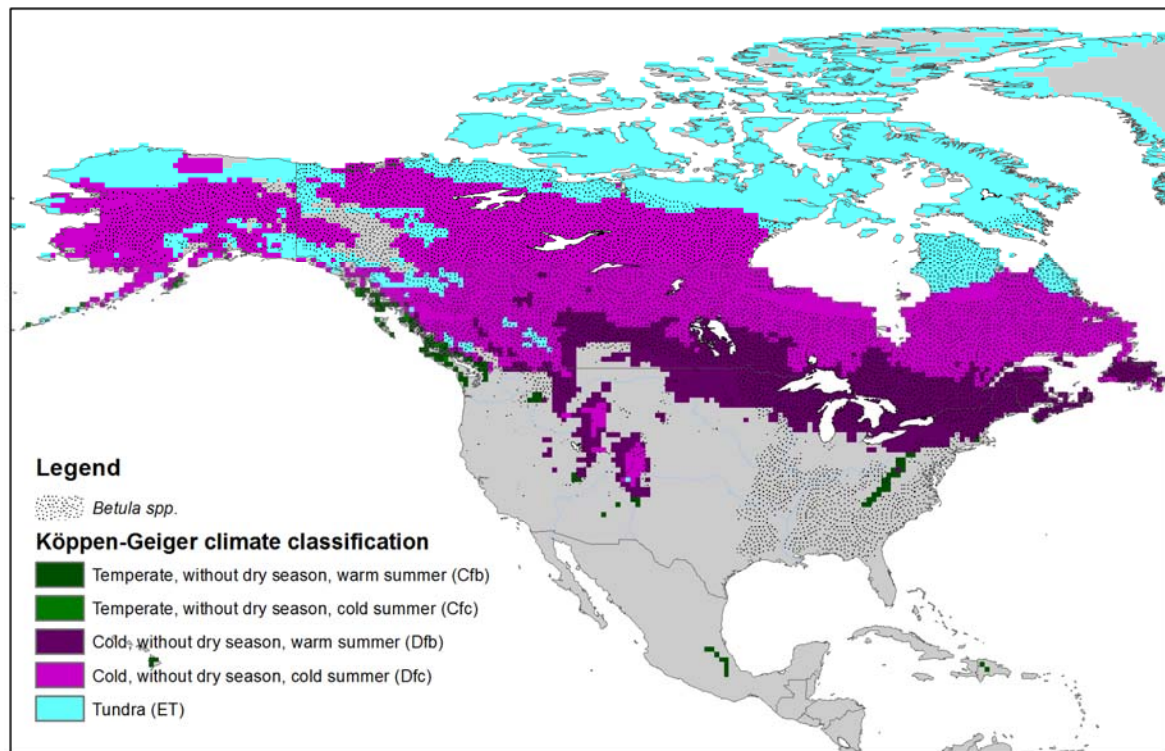 Legend
Betula spp.
Köppen-Geiger climate classification
Temperate, without dry season, warm summer (Cfb)
Temperate, without dry season, cold summer (Cfc)
Cold, without dry season, warm summer (Dfb)
Cold, without dry season, cold summer (Dfc)
Tundra (ET)